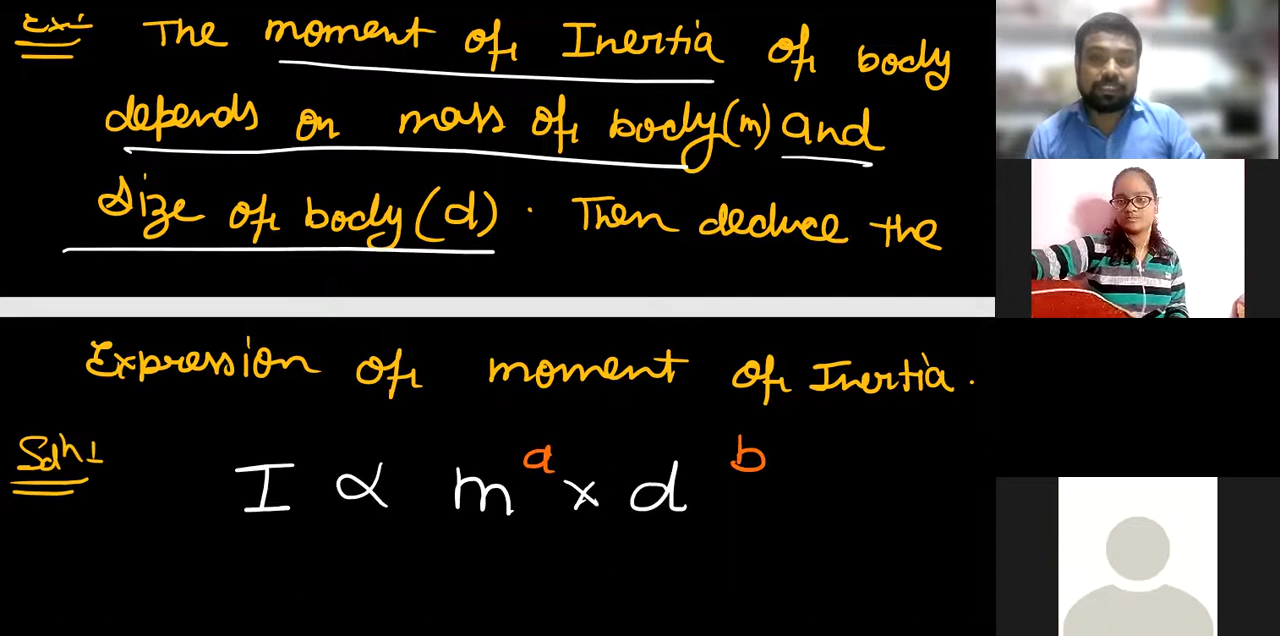 Ex:
The moment of Inertia of body
depends on mass of body(m) and
size of body(d). Then deduce the
Expression of moment of Inertia.
Soln:
I ∝ m^a × d^b